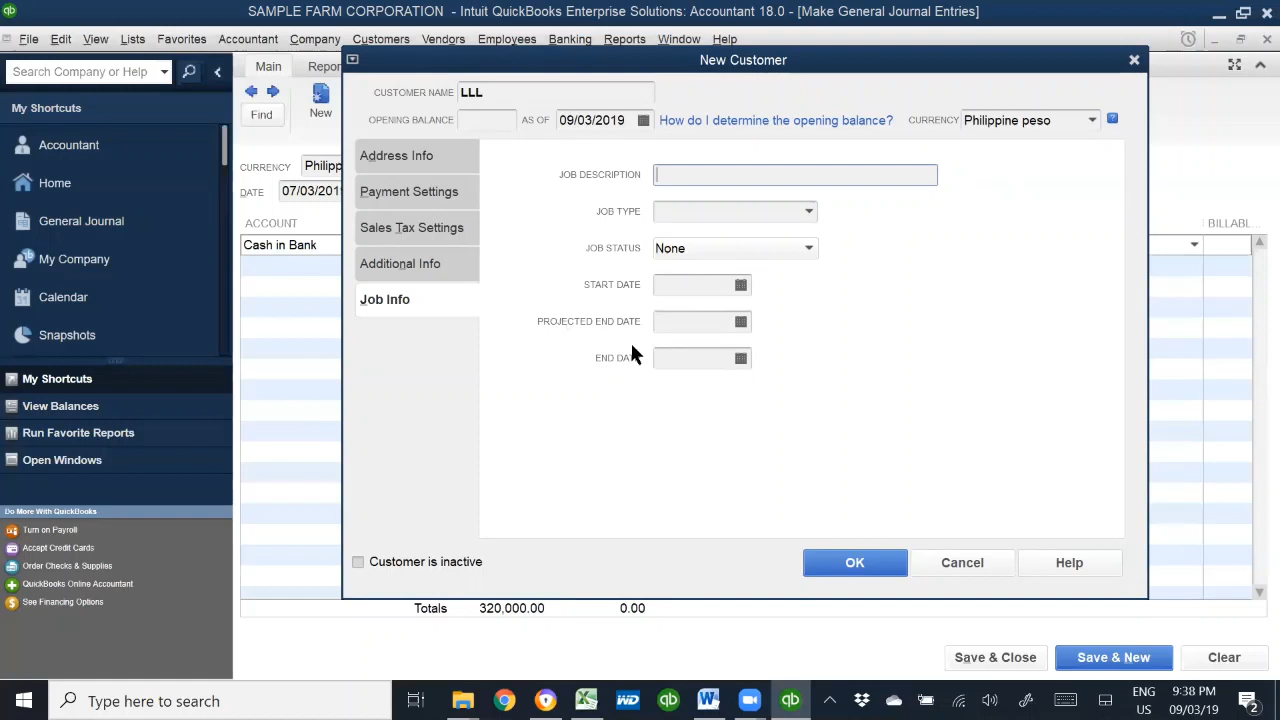 SAMPLE FARM CORPORATION - Intuit QuickBooks Enterprise Solutions: Accountant 18.0 - [Make General Journal Entries]
File Edit View Lists Favorites Accountant Company Customers Vendors Employees Banking Reports Window Help
Search Company or Help
My Shortcuts
Accountant
Home
General Journal
My Company
Calendar
Snapshots
My Shortcuts
View Balances
Run Favorite Reports
Open Windows
Do More With QuickBooks
Turn on Payroll
Accept Credit Cards
Order Checks & Supplies
QuickBooks Online Accountant
See Financing Options
Main Repor
Find New
CURRENCY Philipp
DATE 07/03/201
ACCOUNT BILLABL...
Cash in Bank
New Customer
CUSTOMER NAME LLL
OPENING BALANCE AS OF 09/03/2019 How do I determine the opening balance? CURRENCY Philippine peso
Address Info
Payment Settings
Sales Tax Settings
Additional Info
Job Info
JOB DESCRIPTION
JOB TYPE
JOB STATUS None
START DATE
PROJECTED END DATE
END DAT
Customer is inactive
OK Cancel Help
Totals 320,000.00 0.00
Save & Close Save & New Clear
Type here to search
ENG
US
9:38 PM
09/03/19
2